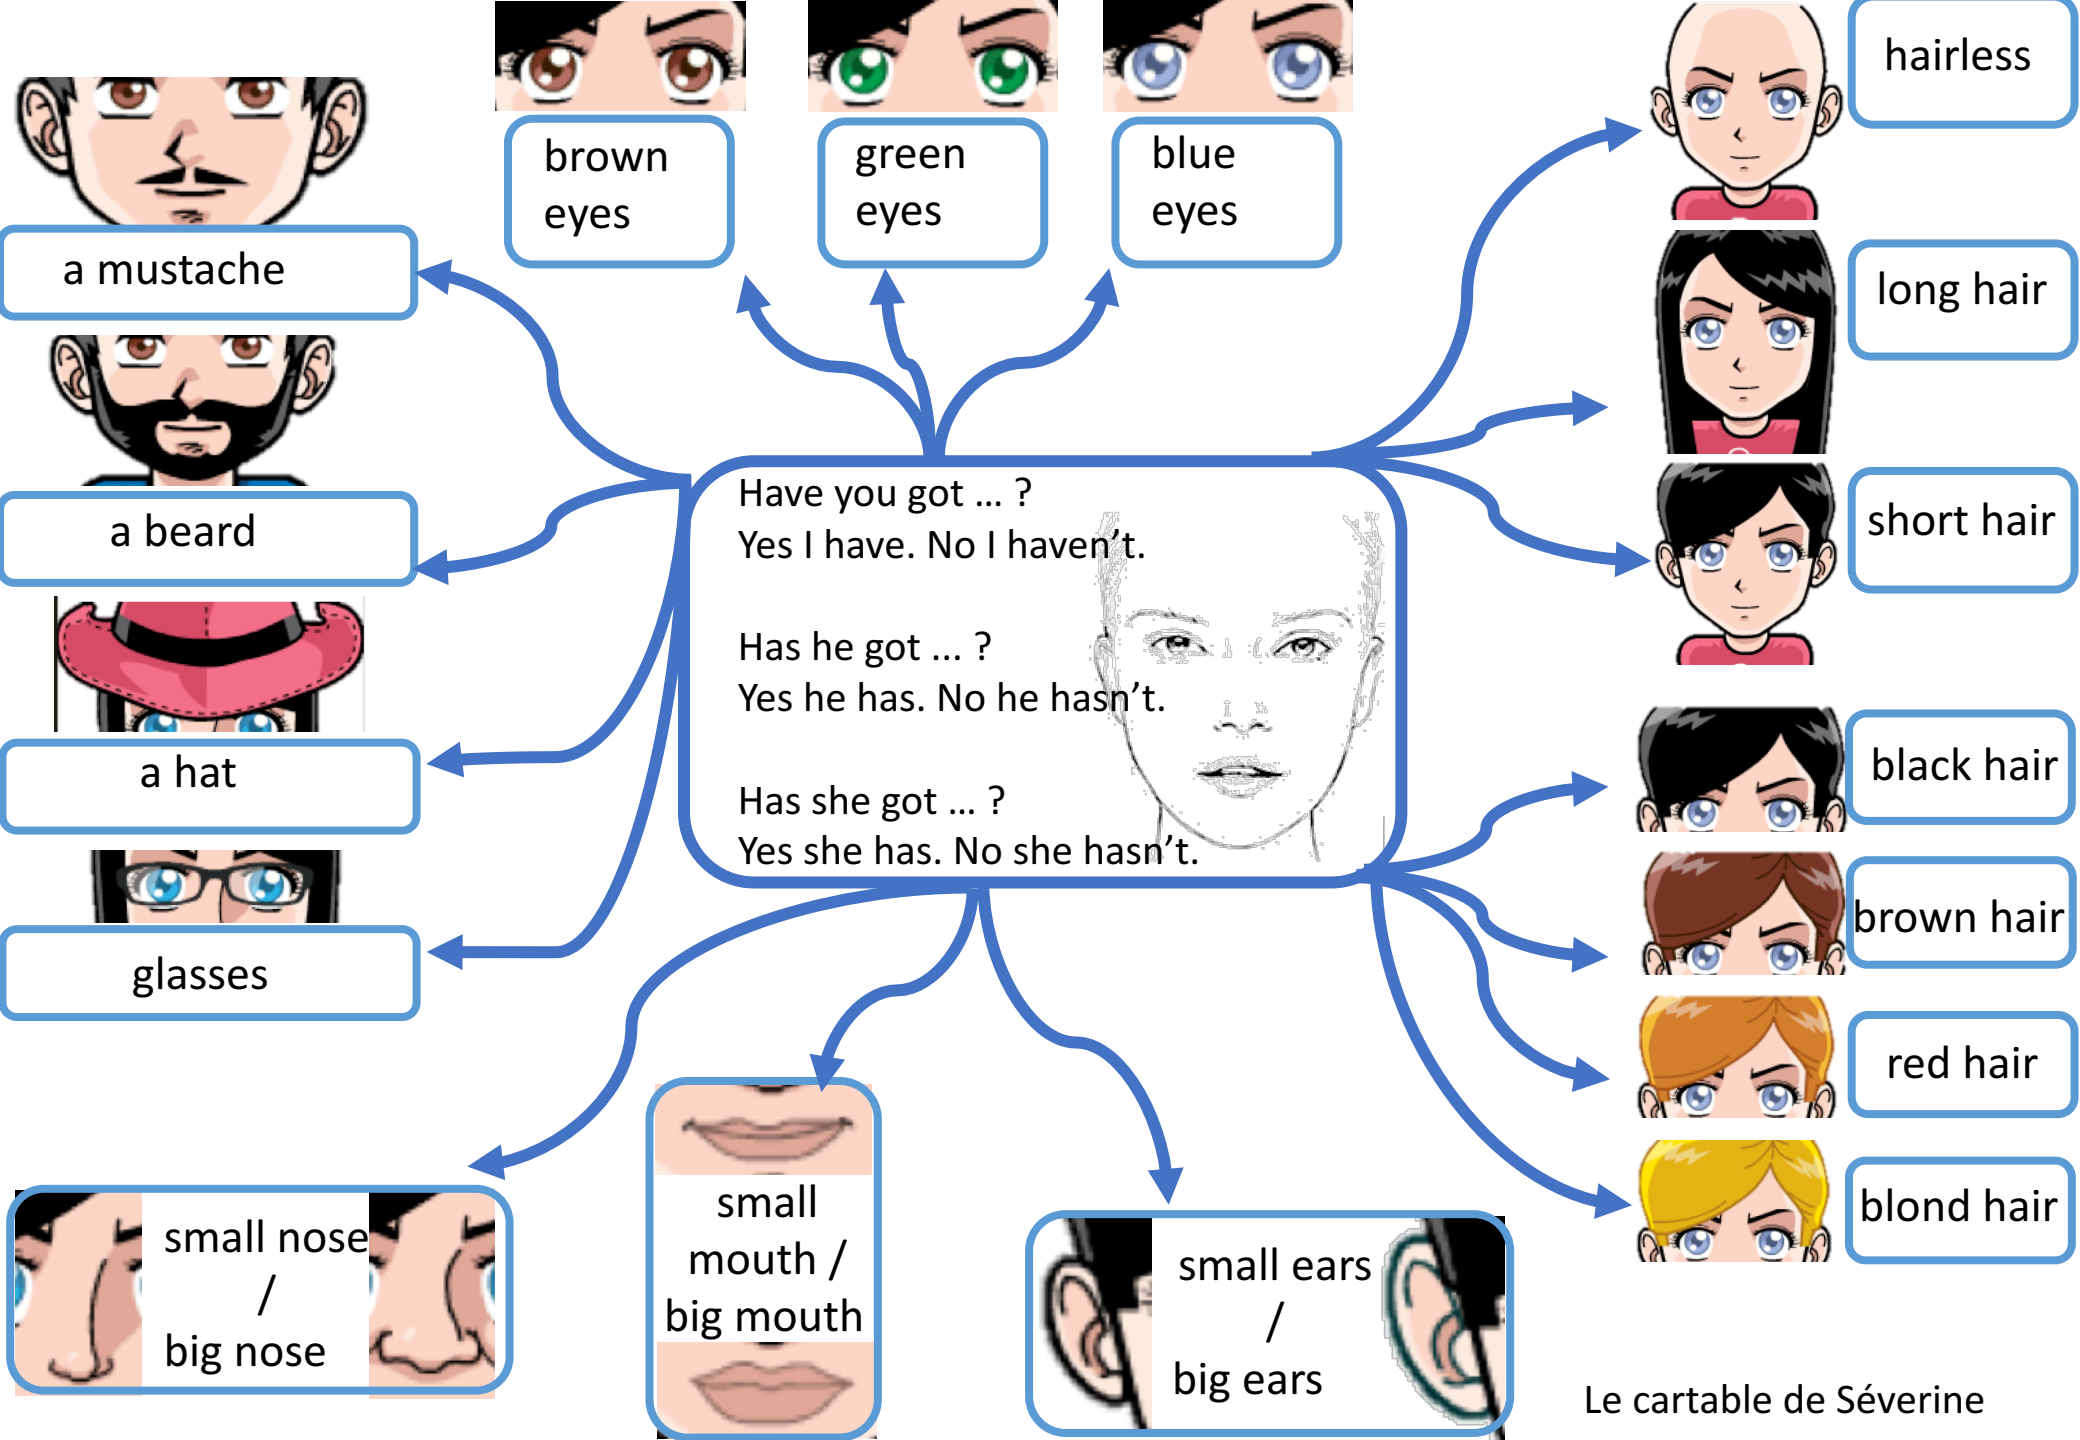 brown
eyes
green
eyes
blue
eyes
hairless
long hair
short hair
a mustache
a beard
a hat
glasses
Have you got ... ?
Yes I have. No I haven’t.
Has he got ... ?
Yes he has. No he hasn’t.
Has she got ... ?
Yes she has. No she hasn’t.
black hair
brown hair
red hair
blond hair
small nose
/
big nose
small
mouth /
big mouth
small ears
/
big ears
Le cartable de Séverine